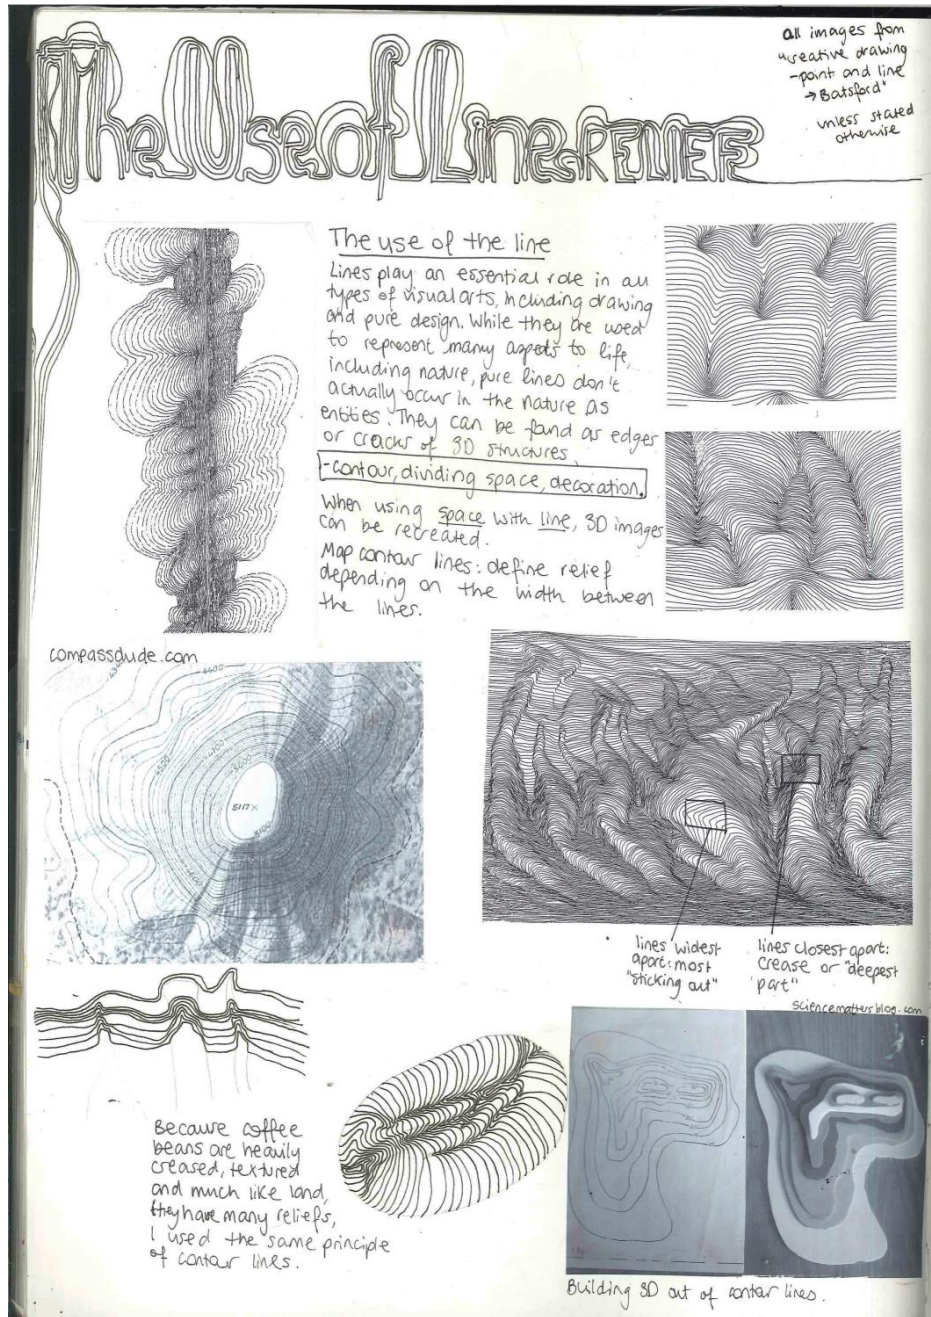 The Use of Line & RELIEFS
all images from
"creative drawing
-point and line
→ Batsford"
unless stated
otherwise
The use of the line
Lines play an essential role in all
types of visual arts, including drawing
and pure design. While they are used
to represent many aspects to life,
including nature, pure lines don't
actually occur in the nature as
entities. They can be found as edges
or cracks of 3D structures.
-contour, dividing space, decoration.
When using space with line, 3D images
can be recreated.
Map contour lines: define relief
depending on the width between
the lines.
compassdude.com
5117 x
lines widest
apart: most
"sticking out"
lines closest apart:
crease or "deepest
part"
sciencemattersblog.com
Because coffee
beans are heavily
creased, textured
and much like land,
they have many reliefs,
I used the same principle
of contar lines.
Building 3D out of contar lines.